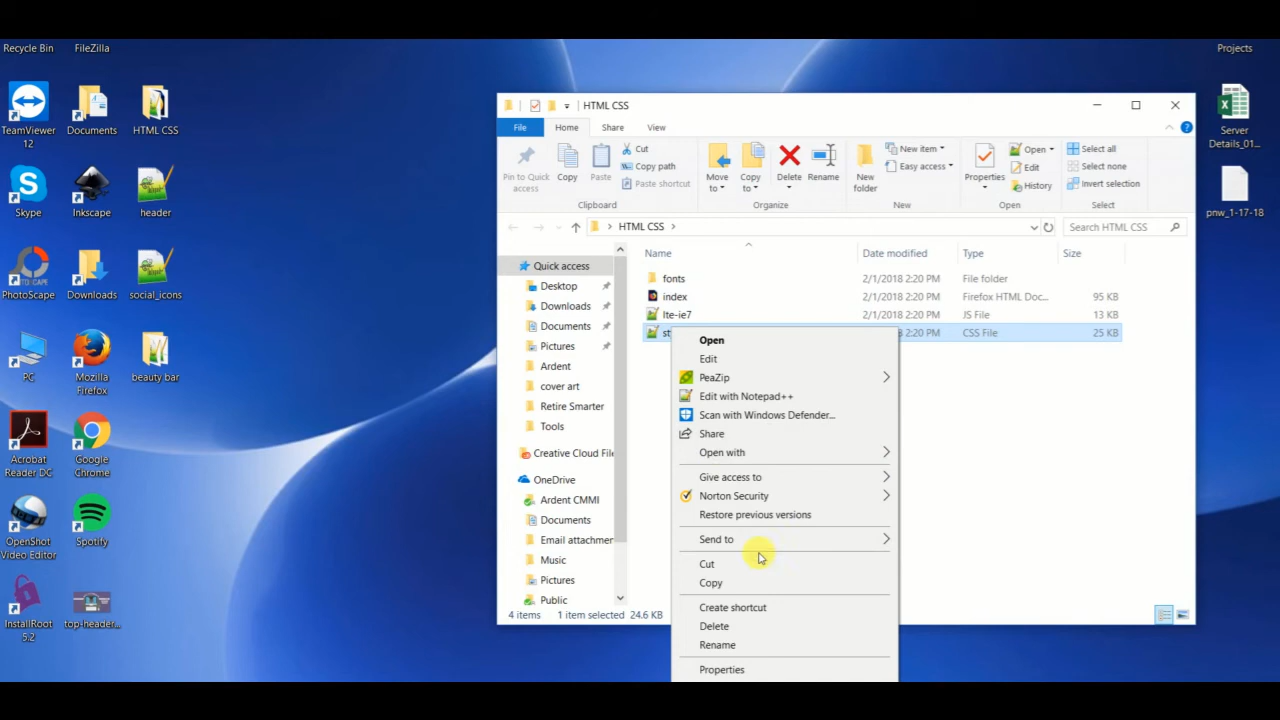 Recycle Bin
FileZilla
TeamViewer
12
Documents
HTML CSS
Skype
Inkscape
header
PhotoScape
Downloads
social_icons
PC
Mozilla
Firefox
beauty bar
Acrobat
Reader DC
Google
Chrome
OpenShot
Video Editor
Spotify
InstallRoot
5.2
top-header...
Projects
Server
Details_01...
pnw_1-17-18
HTML CSS
File
Home
Share
View
Pin to Quick
access
Copy
Paste
Cut
Copy path
Paste shortcut
Clipboard
Move
to
Copy
to
Delete
Rename
Organize
New
folder
New item
Easy access
New
Properties
Open
Edit
History
Open
Select all
Select none
Invert selection
Select
HTML CSS
Search HTML CSS
Name
Date modified
Type
Size
fonts
2/1/2018 2:20 PM
File folder
index
2/1/2018 2:20 PM
Firefox HTML Doc...
95 KB
lte-ie7
2/1/2018 2:20 PM
JS File
13 KB
st
2:20 PM
CSS File
25 KB
Quick access
Desktop
Downloads
Documents
Pictures
Ardent
cover art
Retire Smarter
Tools
Creative Cloud File
OneDrive
Ardent CMMI
Documents
Email attachmen
Music
Pictures
Public
4 items
1 item selected
24.6 KB
Open
Edit
PeaZip
Edit with Notepad++
Scan with Windows Defender...
Share
Open with
Give access to
Norton Security
Restore previous versions
Send to
Cut
Copy
Create shortcut
Delete
Rename
Properties